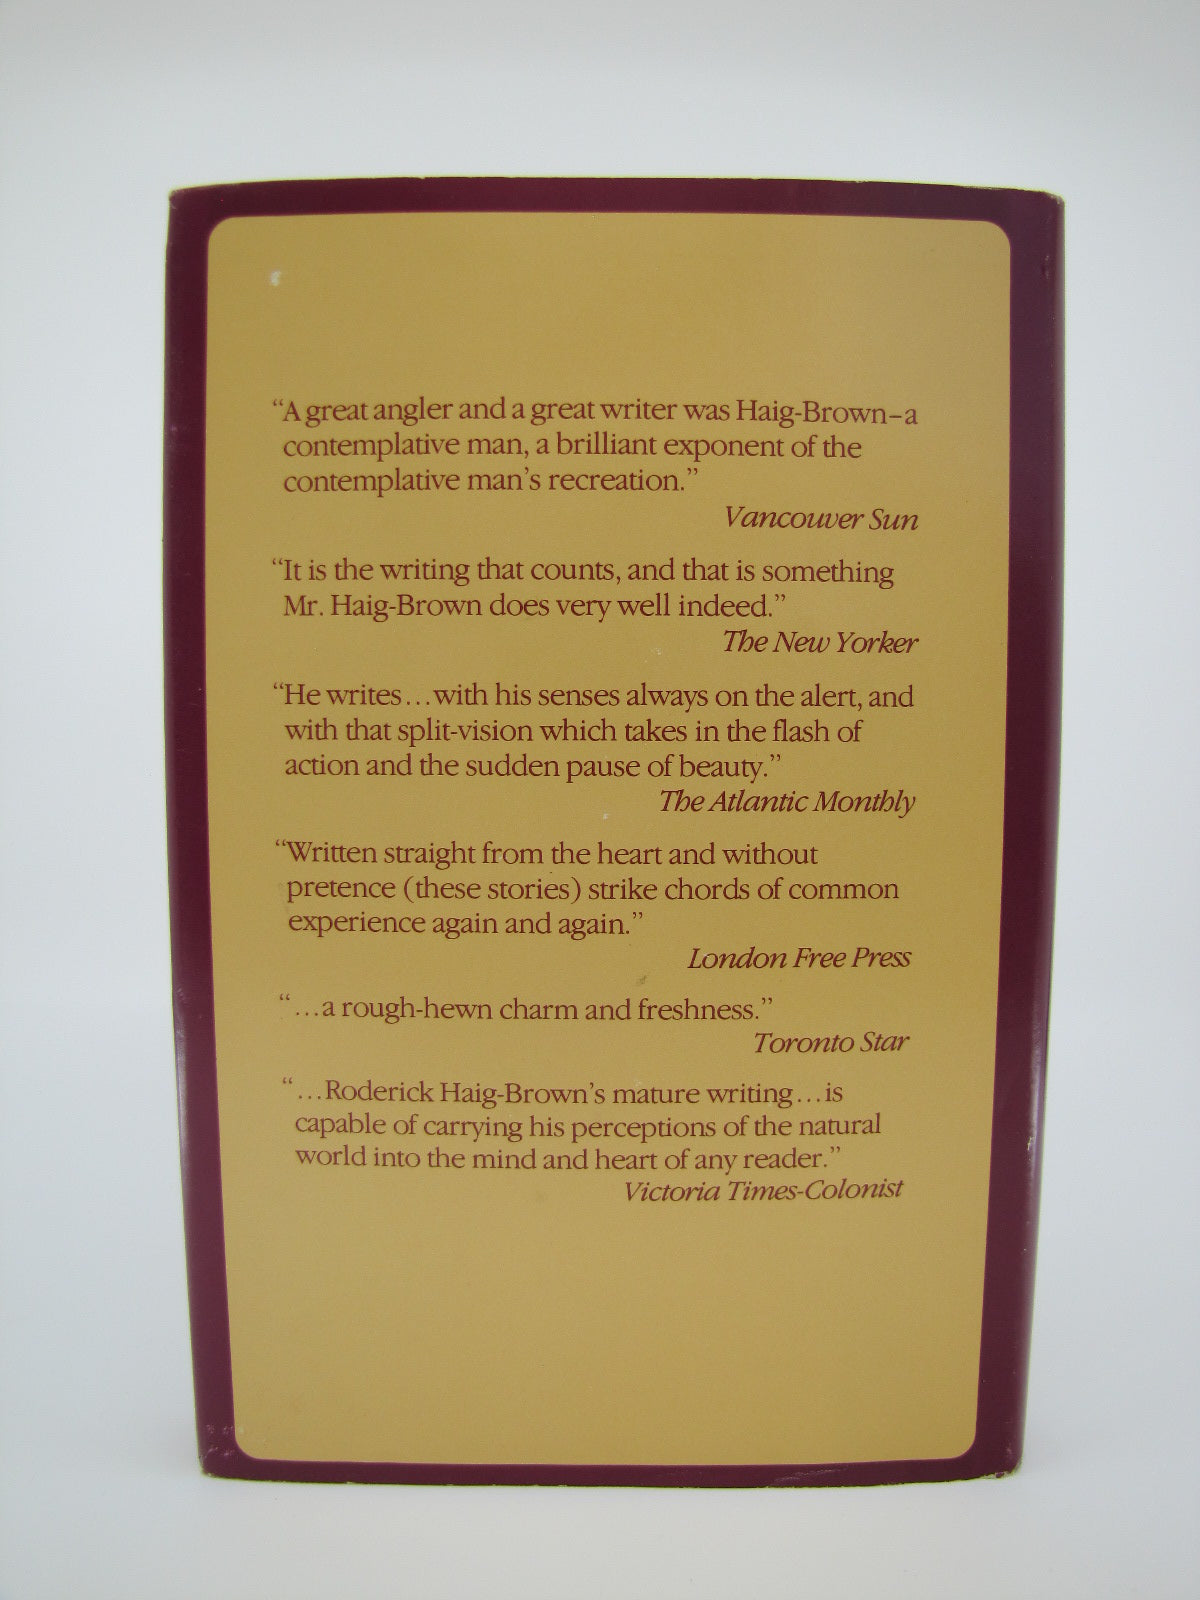 “A great angler and a great writer was Haig-Brown–a
contemplative man, a brilliant exponent of the
contemplative man’s recreation.”
Vancouver Sun
“It is the writing that counts, and that is something
Mr. Haig-Brown does very well indeed.”
The New Yorker
“He writes...with his senses always on the alert, and
with that split-vision which takes in the flash of
action and the sudden pause of beauty.”
The Atlantic Monthly
“Written straight from the heart and without
pretence (these stories) strike chords of common
experience again and again.”
London Free Press
“...a rough-hewn charm and freshness.”
Toronto Star
“...Roderick Haig-Brown’s mature writing...is
capable of carrying his perceptions of the natural
world into the mind and heart of any reader.”
Victoria Times-Colonist